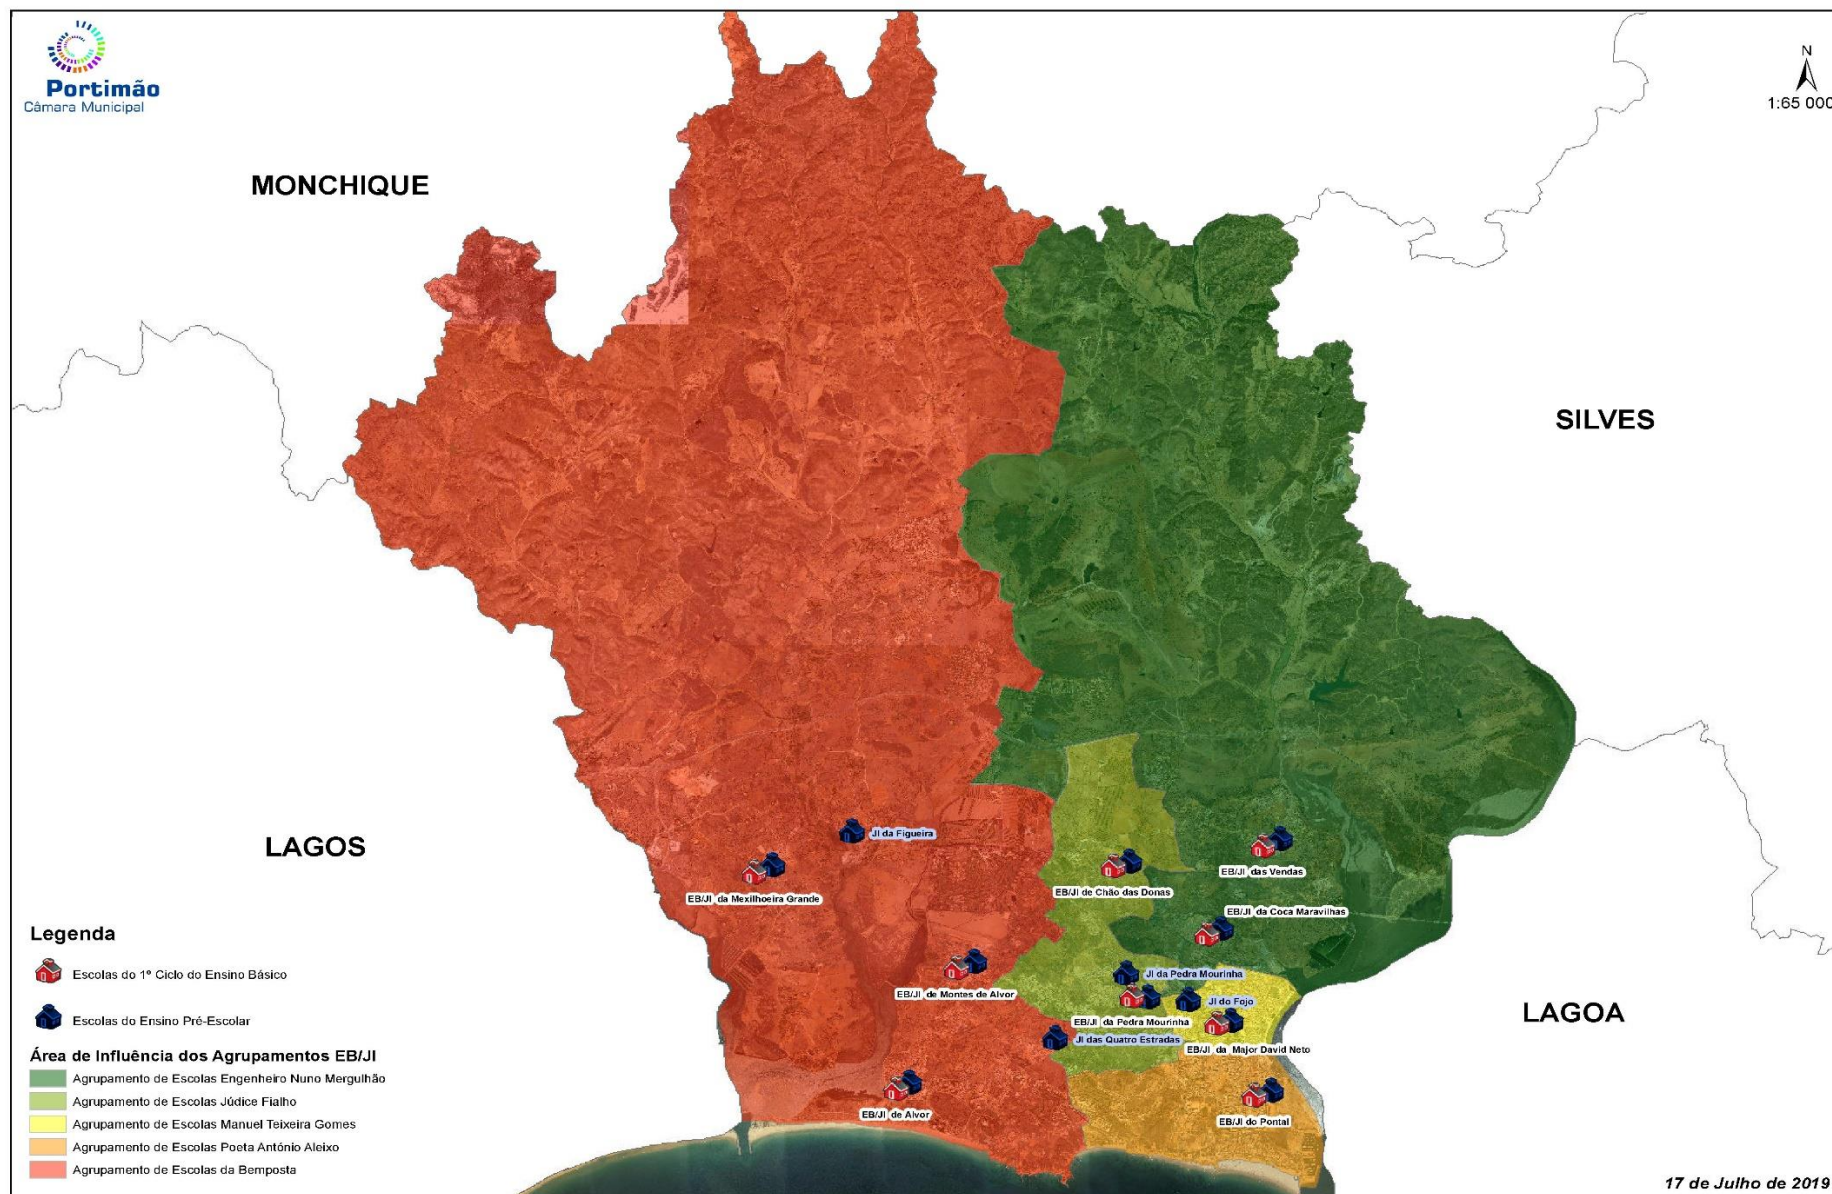 Portimão
Câmara Municipal
N
1:65 000
MONCHIQUE
SILVES
LAGOS
LAGOA
JI da Figueira
EB/JI da Mexilhoeira Grande
EB/JI de Chão das Donas
EB/JI das Vendas
EB/JI da Coca Maravilhas
EB/JI de Montes de Alvor
JI da Pedra Mourinha
EB/JI da Pedra Mourinha
JI do Fojo
JI das Quatro Estradas
EB/JI da Major David Neto
EB/JI de Alvor
EB/JI do Pontal
Legenda
Escolas do 1º Ciclo do Ensino Básico
Escolas do Ensino Pré-Escolar
Área de Influência dos Agrupamentos EB/JI
Agrupamento de Escolas Engenheiro Nuno Mergulhão
Agrupamento de Escolas Júdice Fialho
Agrupamento de Escolas Manuel Teixeira Gomes
Agrupamento de Escolas Poeta António Aleixo
Agrupamento de Escolas da Bemposta
17 de Julho de 2019